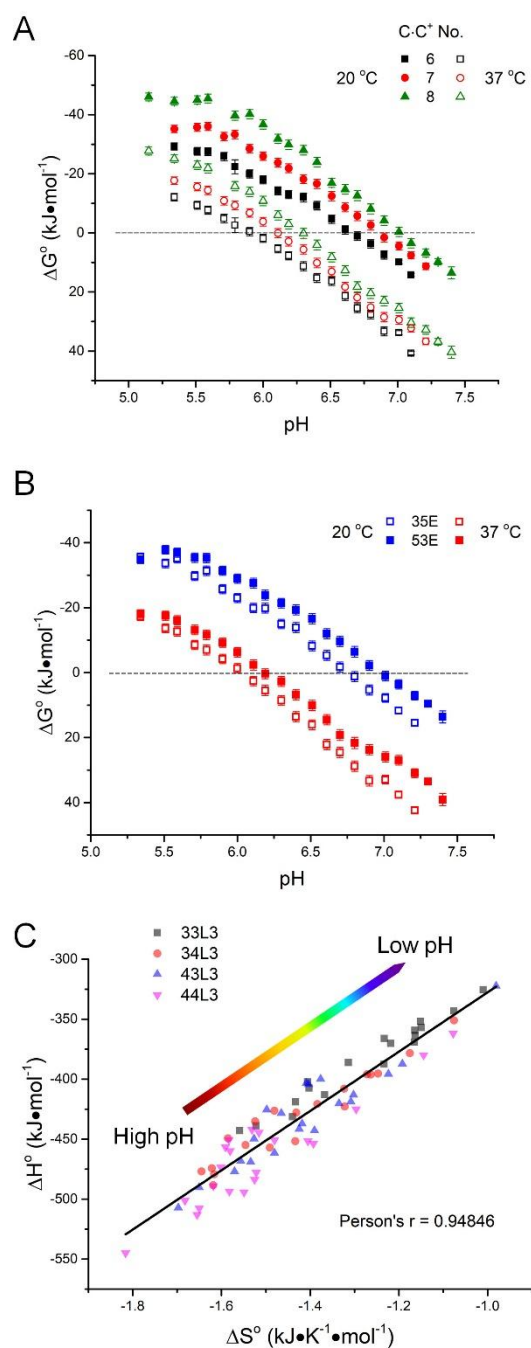 A
C·C⁺ No.
20 °C
6
7
8
37 °C
ΔG° (kJ•mol⁻¹)
-60
-40
-20
0
20
40
5.0 5.5 6.0 6.5 7.0 7.5
pH
B
20 °C
35E
53E
37 °C
ΔG° (kJ•mol⁻¹)
-40
-20
0
20
40
5.0 5.5 6.0 6.5 7.0 7.5
pH
C
33L3
34L3
43L3
44L3
Low pH
High pH
Person's r = 0.94846
ΔH° (kJ•mol⁻¹)
-300
-350
-400
-450
-500
-550
-1.8 -1.6 -1.4 -1.2 -1.0
ΔS° (kJ•K⁻¹•mol⁻¹)